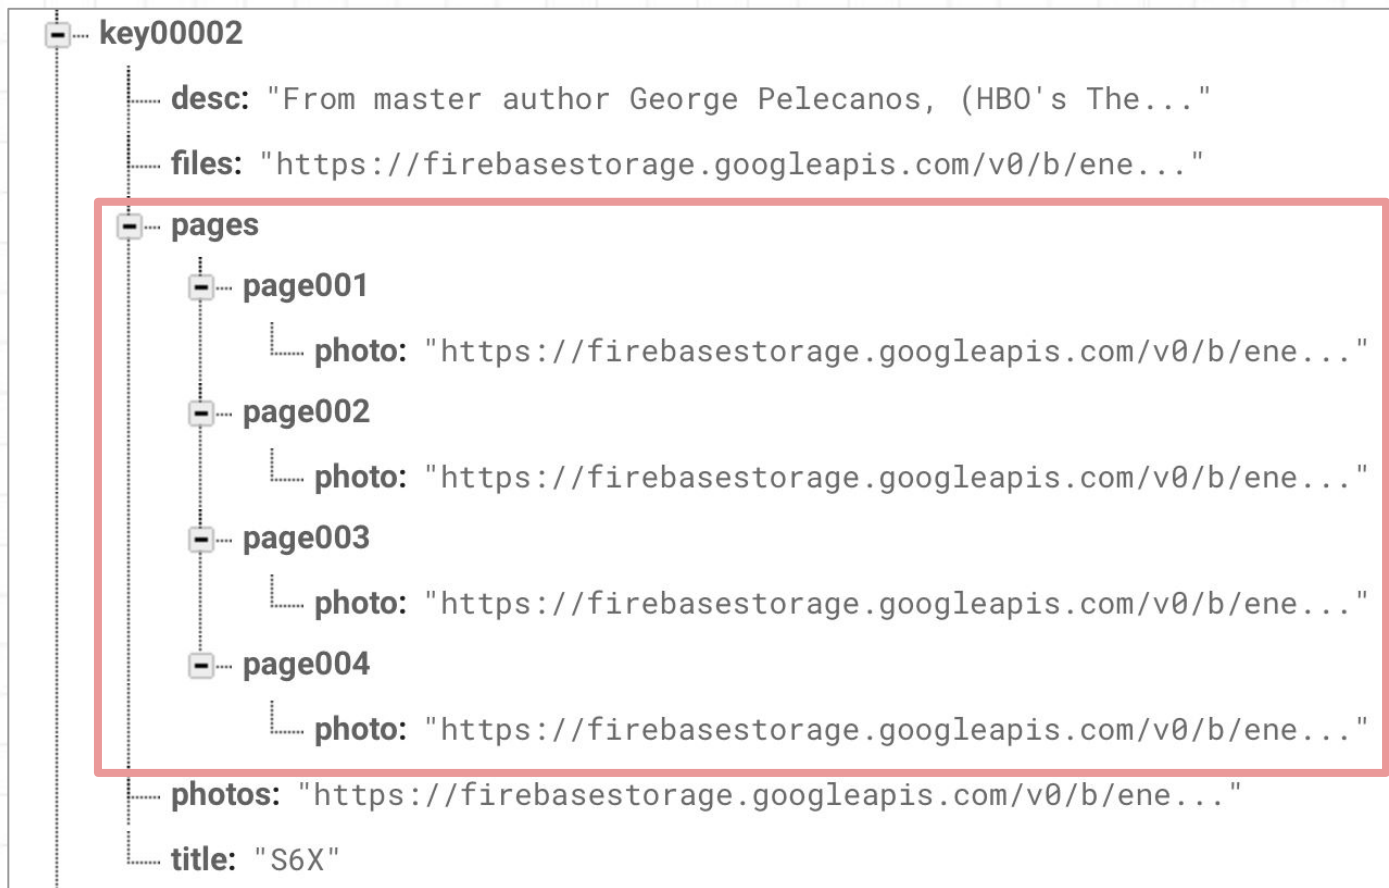 key00002
desc: "From master author George Pelecanos, (HBO's The..."
files: "https://firebasestorage.googleapis.com/v0/b/ene..."
pages
page001
photo: "https://firebasestorage.googleapis.com/v0/b/ene..."
page002
photo: "https://firebasestorage.googleapis.com/v0/b/ene..."
page003
photo: "https://firebasestorage.googleapis.com/v0/b/ene..."
page004
photo: "https://firebasestorage.googleapis.com/v0/b/ene..."
photos: "https://firebasestorage.googleapis.com/v0/b/ene..."
title: "S6X"